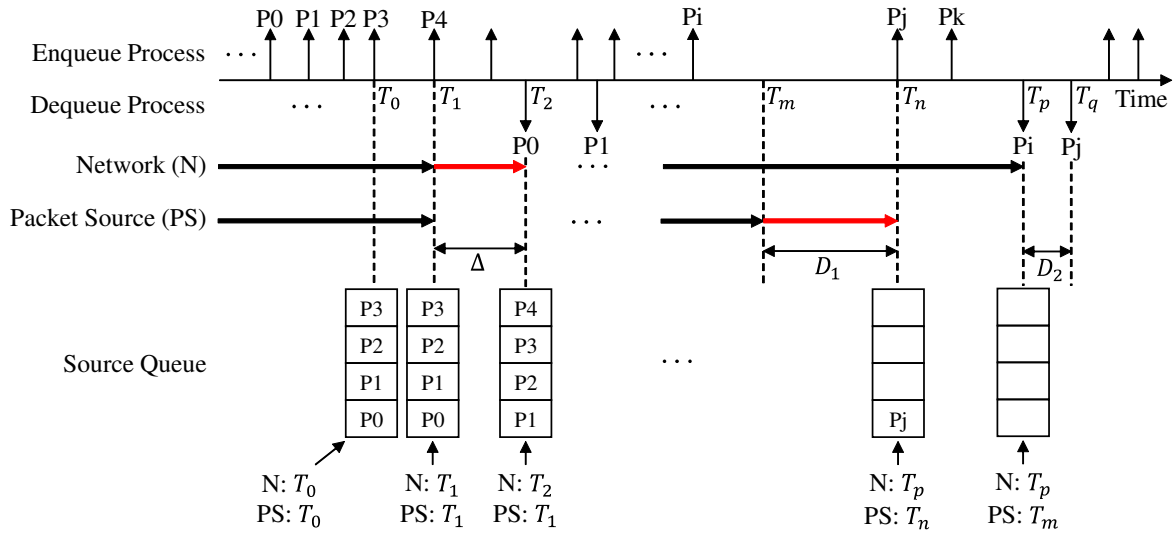 P0 P1 P2 P3 P4 Pi Pj Pk
Enqueue Process ... ...
Dequeue Process ... T₀ T₁ T₂ ... Tₘ Tₙ Tₚ T_q Time
P0 P1 Pi Pj
Network (N) ...
Packet Source (PS) ...
Δ D₁ D₂
P3 P3 P4
P2 P2 P3
Source Queue P1 P1 P2 ...
P0 P0 P1 Pj
N: T₀ N: T₁ N: T₂ N: Tₚ N: Tₚ
PS: T₀ PS: T₁ PS: T₁ PS: Tₙ PS: Tₘ